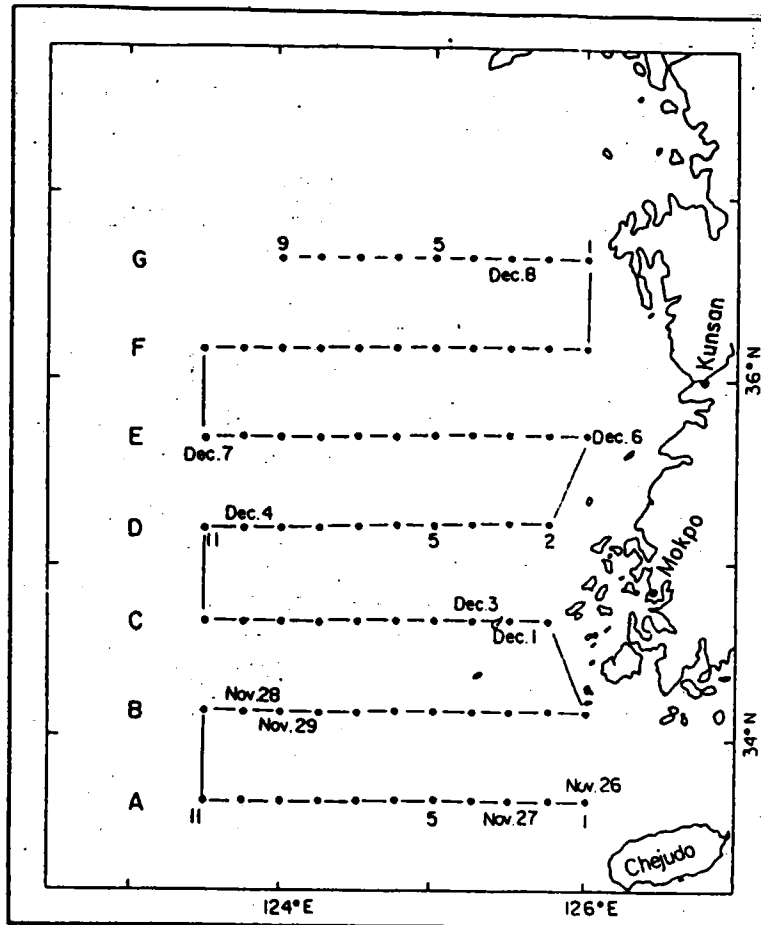 9 5 1
G
Dec.8
F
Kunsan
36°N
E
Dec.6
Dec.7
Dec.4
D
11 5 2
Mokpo
Dec.3
C
Dec.1
Nov.28
B
Nov.29
34°N
Nov.26
A
11 5 Nov.27 1
Chejudo
124°E 126°E